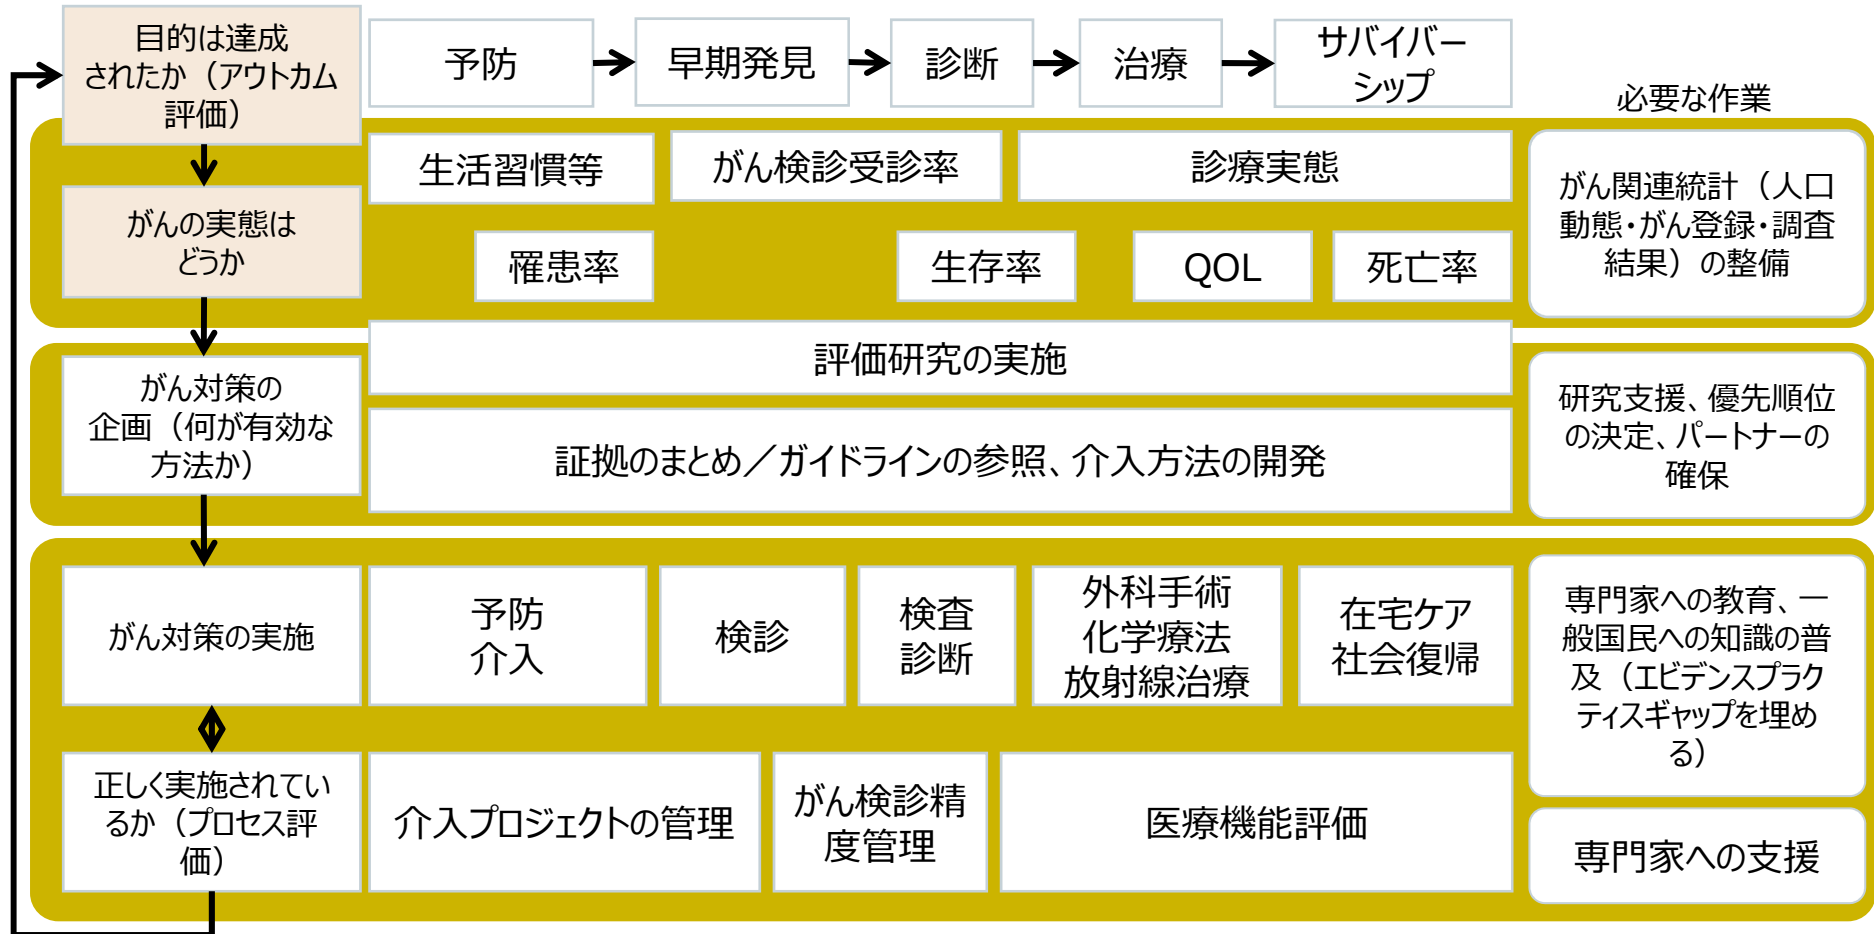 目的は達成
されたか（アウトカム
評価）
予防
早期発見
診断
治療
サバイバー
シップ
必要な作業
がんの実態は
どうか
生活習慣等
がん検診受診率
診療実態
罹患率
生存率
QOL
死亡率
がん関連統計（人口
動態・がん登録・調査
結果）の整備
がん対策の
企画（何が有効な
方法か）
評価研究の実施
証拠のまとめ／ガイドラインの参照、介入方法の開発
研究支援、優先順位
の決定、パートナーの
確保
がん対策の実施
予防
介入
検診
検査
診断
外科手術
化学療法
放射線治療
在宅ケア
社会復帰
専門家への教育、一
般国民への知識の普
及（エビデンスプラク
ティスギャップを埋め
る）
正しく実施されてい
るか（プロセス評
価）
介入プロジェクトの管理
がん検診精
度管理
医療機能評価
専門家への支援